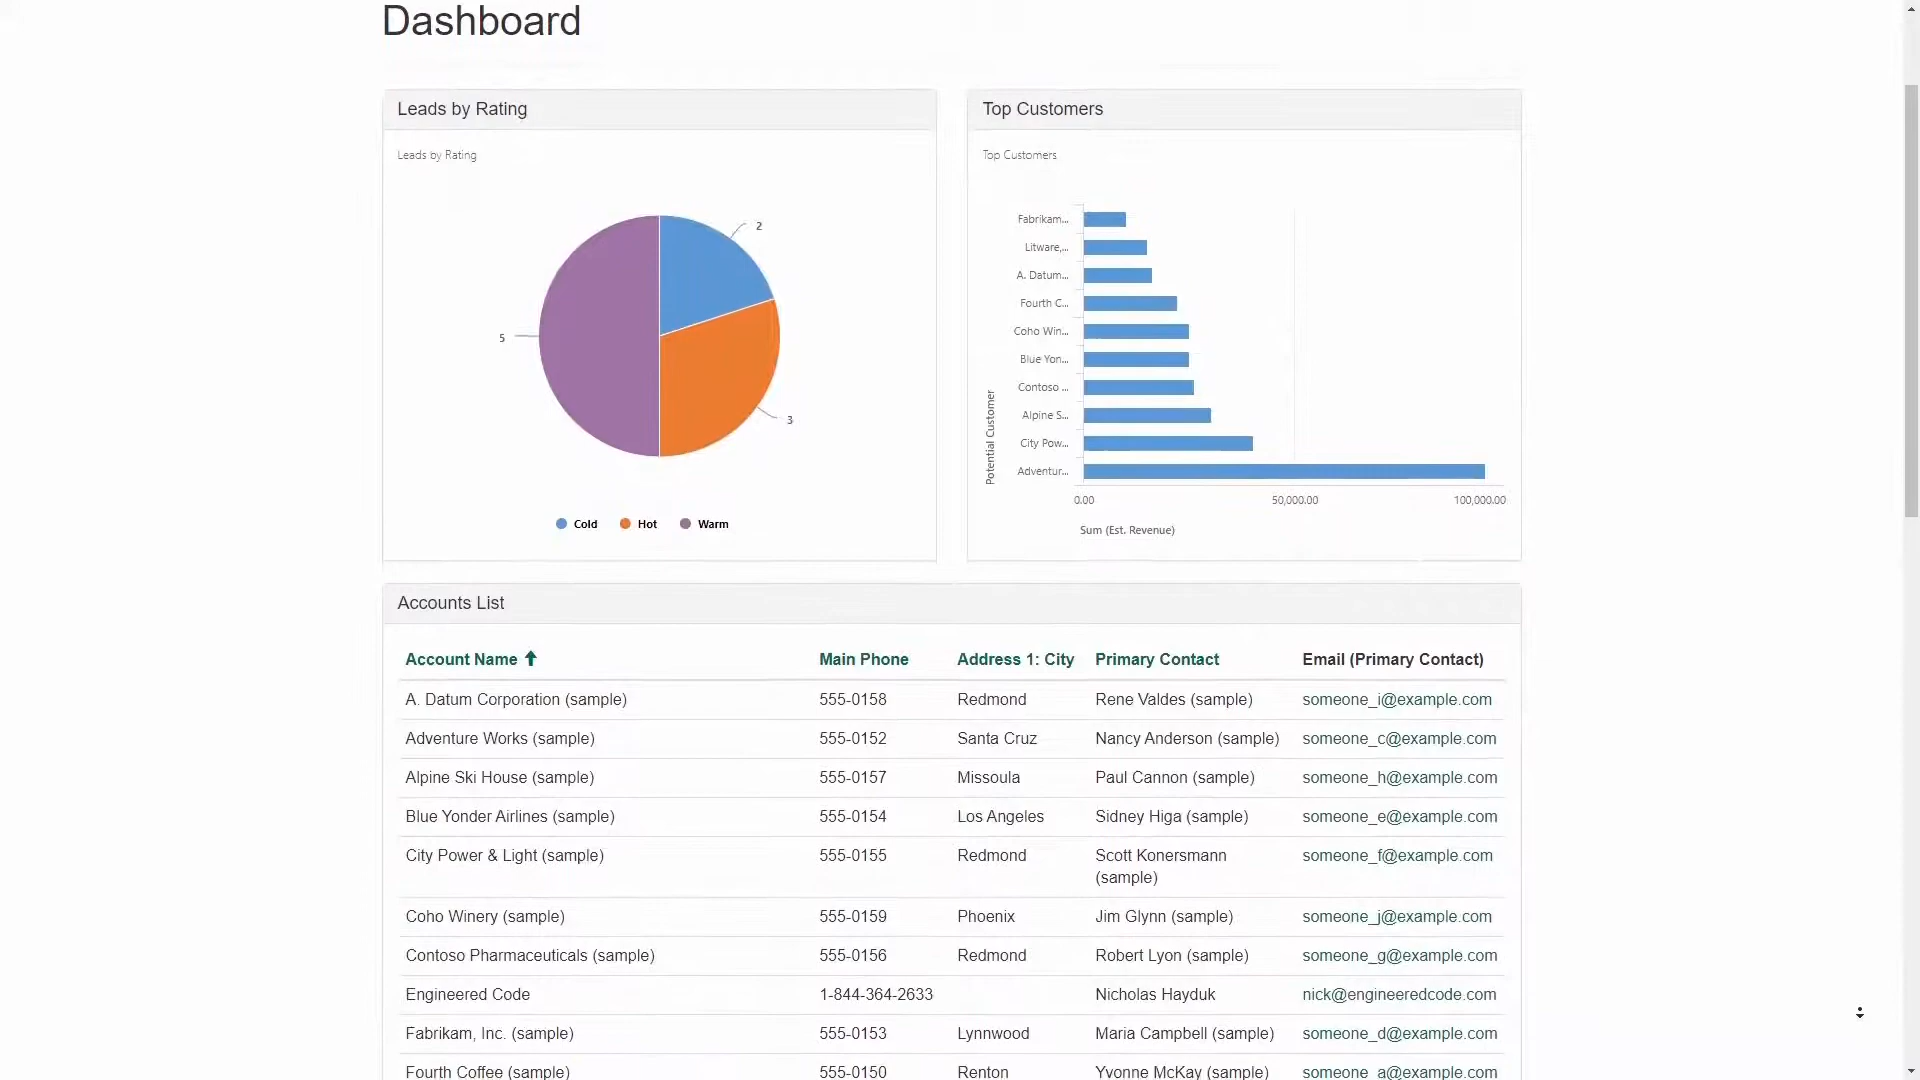 Dashboard
Leads by Rating
Leads by Rating
2
5
3
Cold Hot Warm
Top Customers
Top Customers
Potential Customer
Fabrikam...
Litware,...
A. Datum...
Fourth C...
Coho Win...
Blue Yon...
Contoso ...
Alpine S...
City Pow...
Adventur...
0.00 50,000.00 100,000.00
Sum (Est. Revenue)
Accounts List
Account Name Main Phone Address 1: City Primary Contact Email (Primary Contact)
A. Datum Corporation (sample) 555-0158 Redmond Rene Valdes (sample) someone_i@example.com
Adventure Works (sample) 555-0152 Santa Cruz Nancy Anderson (sample) someone_c@example.com
Alpine Ski House (sample) 555-0157 Missoula Paul Cannon (sample) someone_h@example.com
Blue Yonder Airlines (sample) 555-0154 Los Angeles Sidney Higa (sample) someone_e@example.com
City Power & Light (sample) 555-0155 Redmond Scott Konersmann someone_f@example.com
(sample)
Coho Winery (sample) 555-0159 Phoenix Jim Glynn (sample) someone_j@example.com
Contoso Pharmaceuticals (sample) 555-0156 Redmond Robert Lyon (sample) someone_g@example.com
Engineered Code 1-844-364-2633 Nicholas Hayduk nick@engineeredcode.com
Fabrikam, Inc. (sample) 555-0153 Lynnwood Maria Campbell (sample) someone_d@example.com
Fourth Coffee (sample) 555-0150 Renton Yvonne McKay (sample) someone_a@example.com